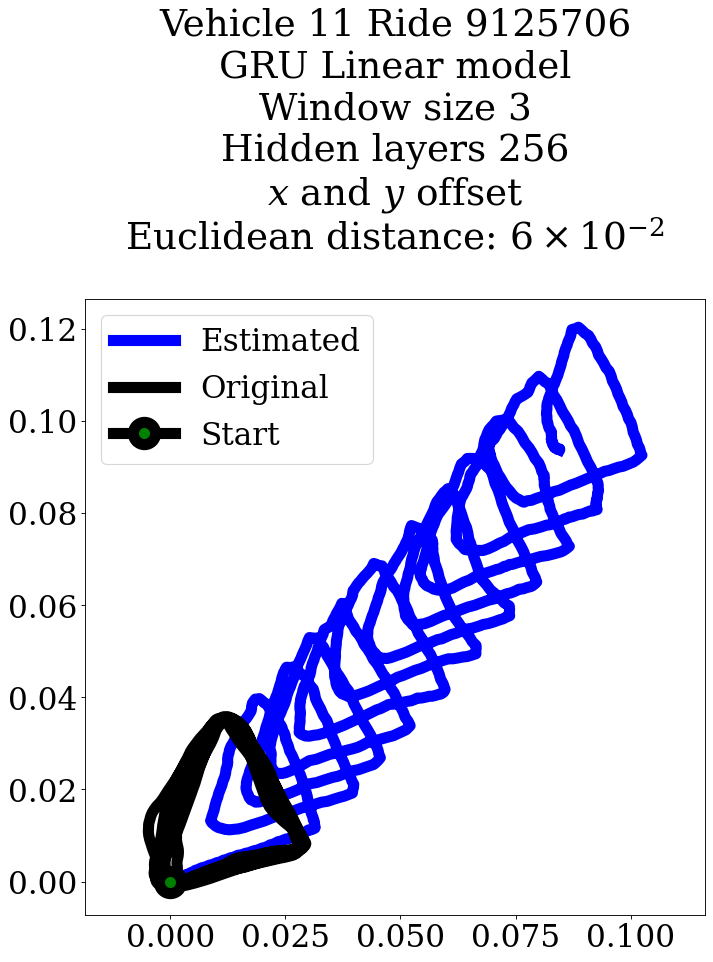 Vehicle 11 Ride 9125706
GRU Linear model
Window size 3
Hidden layers 256
x and y offset
Euclidean distance: 6 × 10⁻²
Estimated
Original
Start
0.12
0.10
0.08
0.06
0.04
0.02
0.00
0.000 0.025 0.050 0.075 0.100